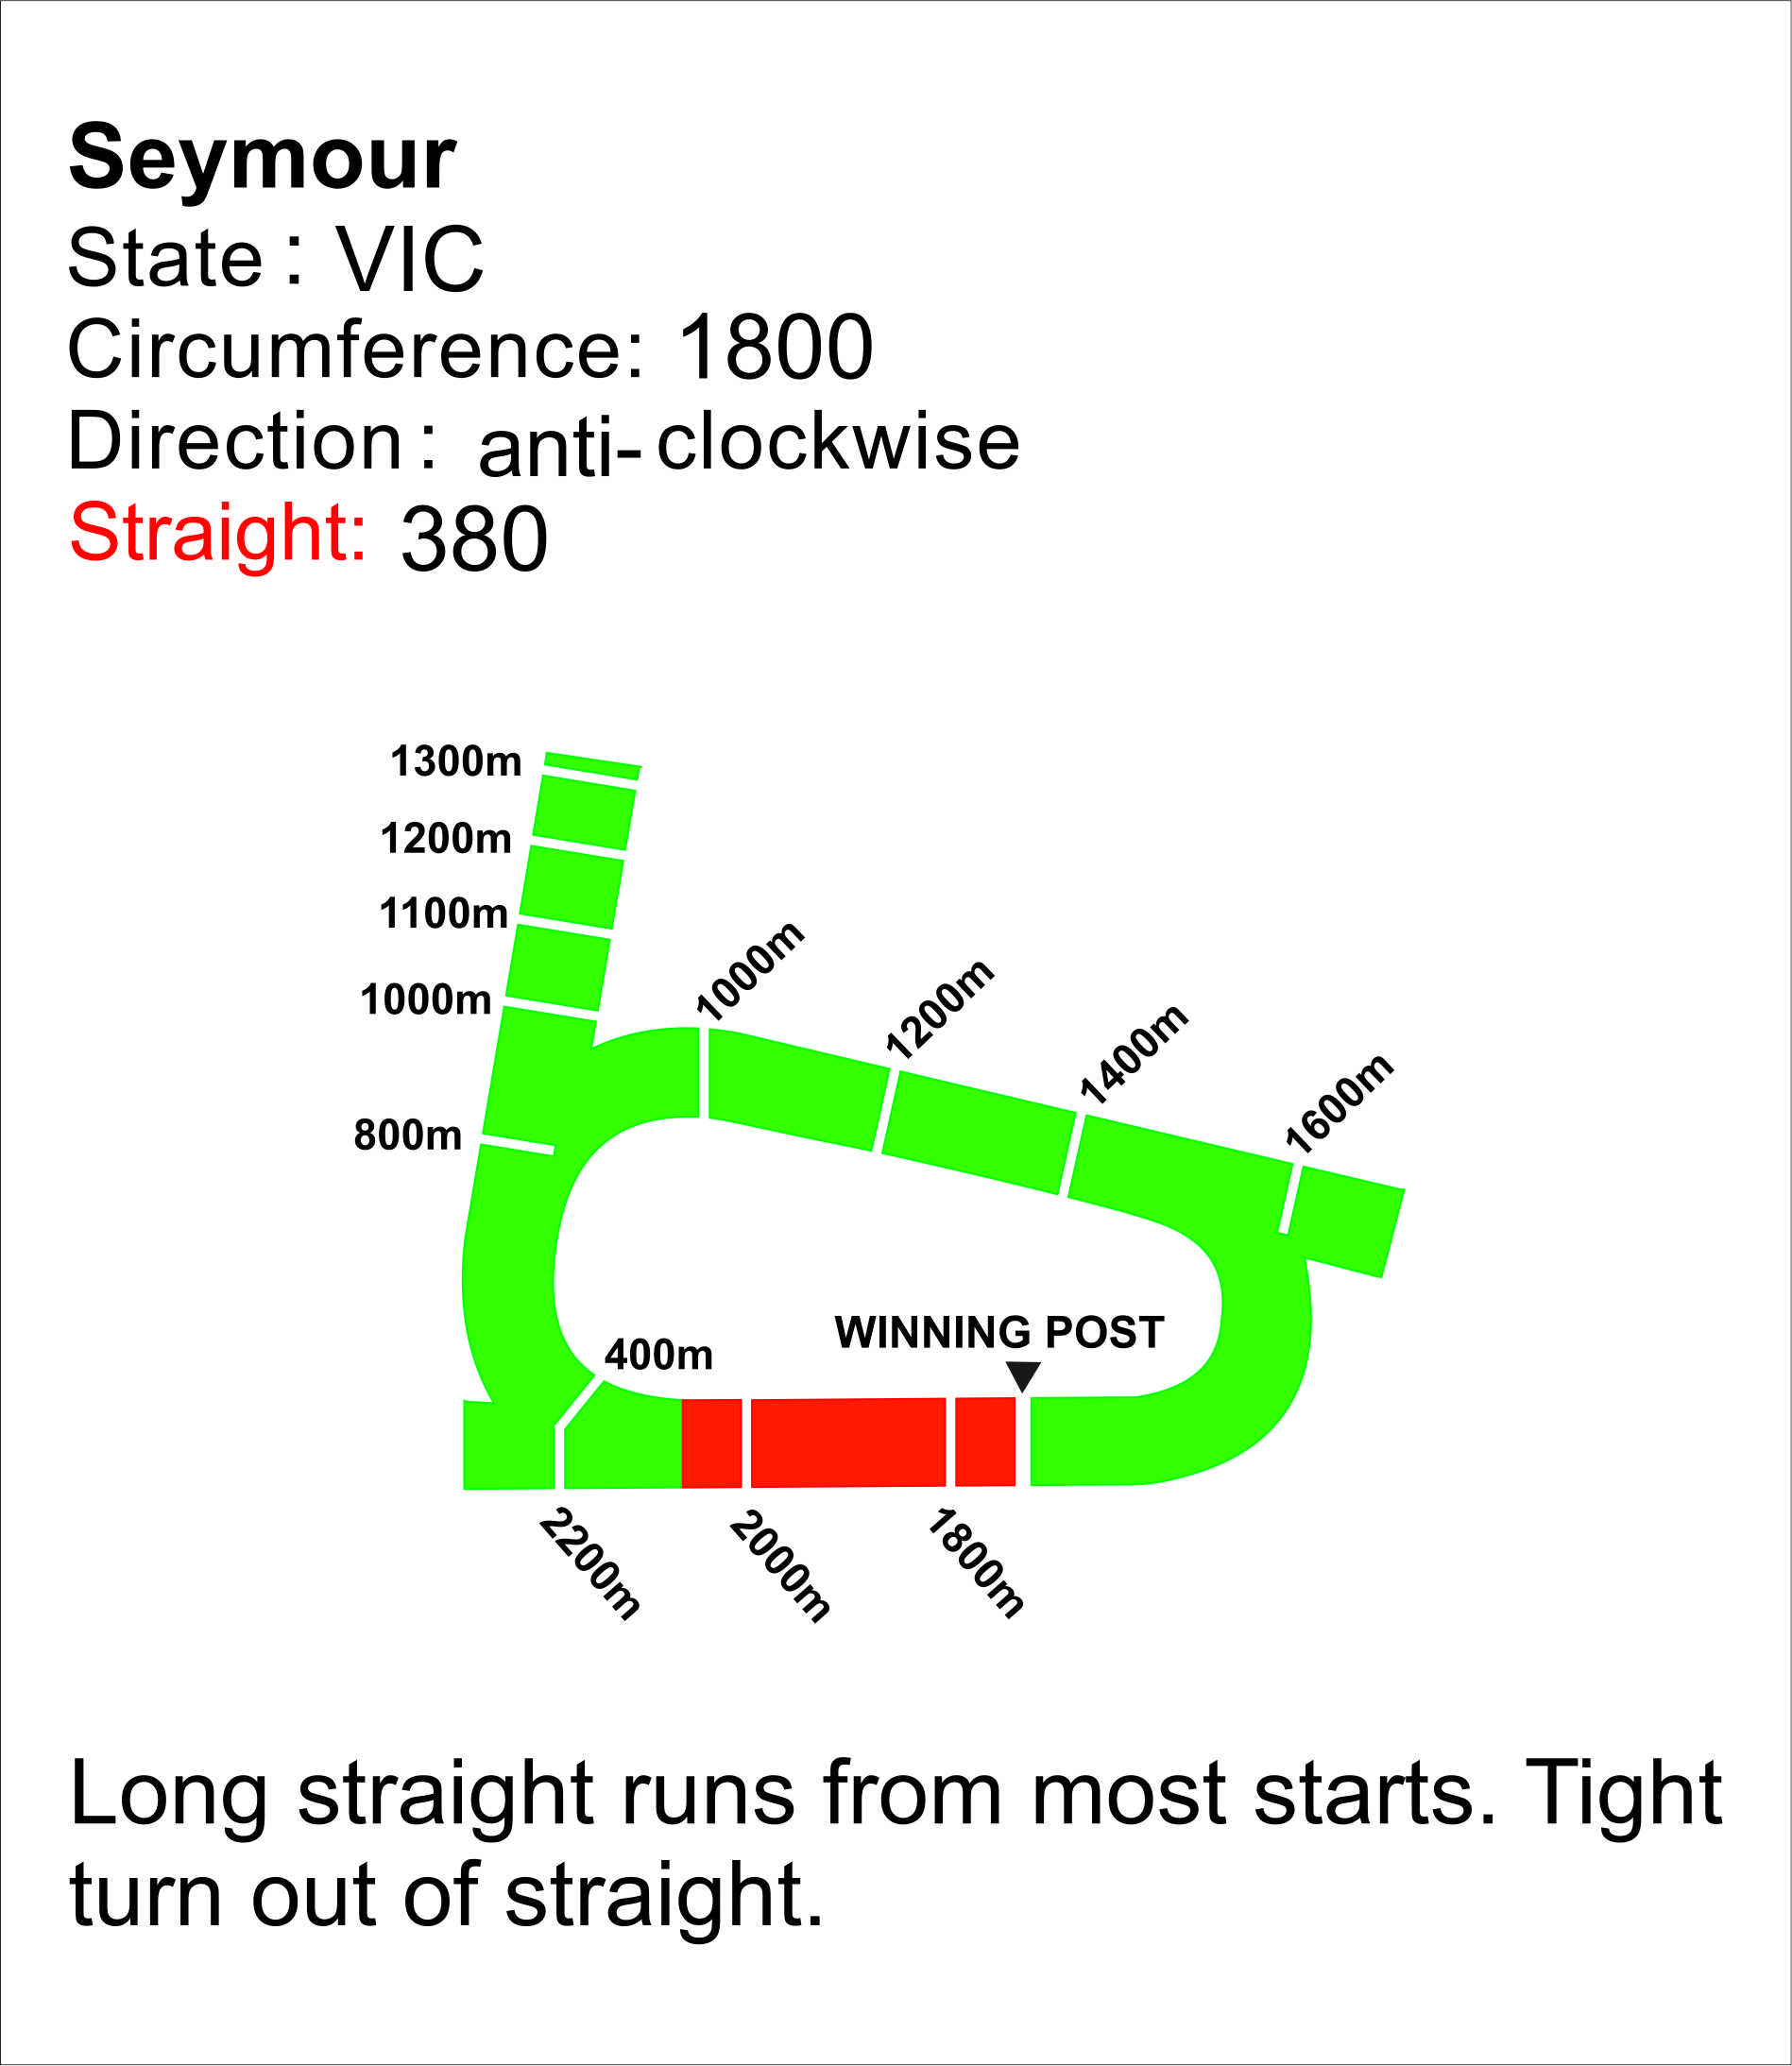 Seymour
State : VIC
Circumference: 1800
Direction : anti-clockwise
Straight: 380
1300m
1200m
1100m
1000m
800m
1000m
1200m
1400m
1600m
400m
WINNING POST
2200m
2000m
1800m
Long straight runs from most starts. Tight
turn out of straight.